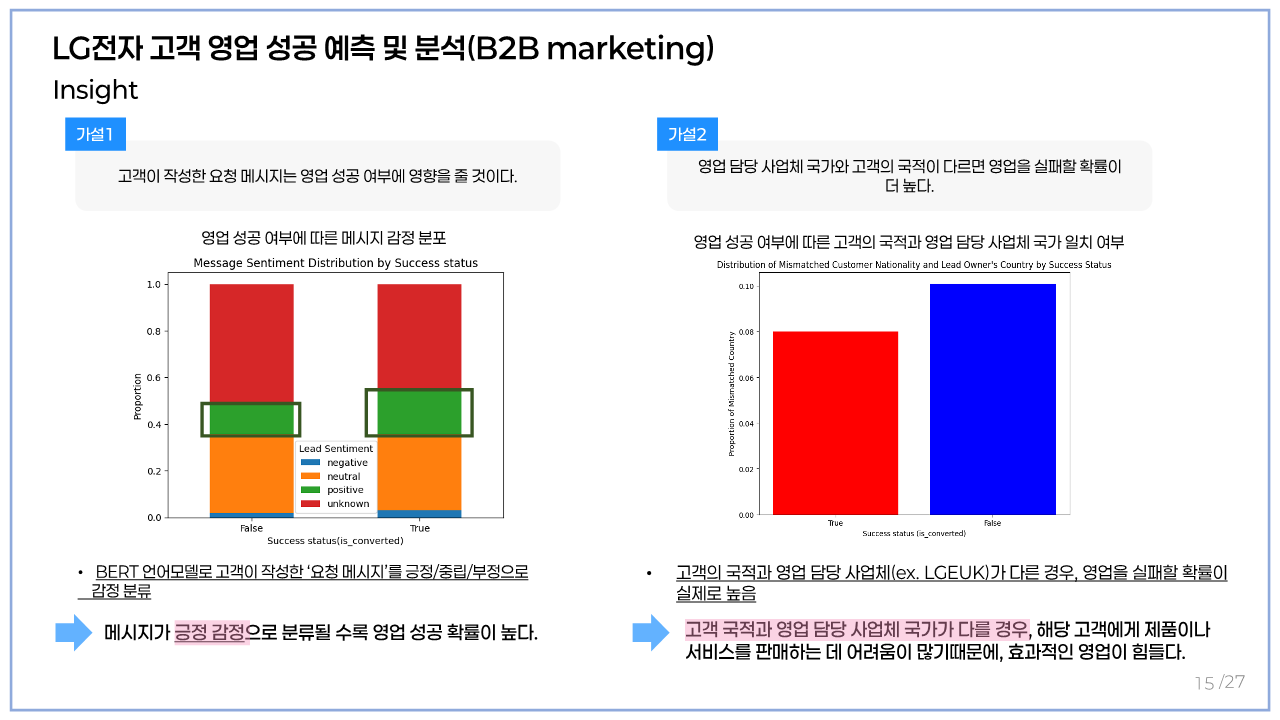 LG전자 고객 영업 성공 예측 및 분석(B2B marketing)
Insight
가설1
고객이 작성한 요청 메시지는 영업 성공 여부에 영향을 줄 것이다.
영업 성공 여부에 따른 메시지 감정 분포
Message Sentiment Distribution by Success status
1.0
0.8
0.6
0.4
0.2
0.0
Proportion
Lead Sentiment
negative
neutral
positive
unknown
False
True
Success status(is_converted)
• BERT 언어모델로 고객이 작성한 ‘요청 메시지’를 긍정/중립/부정으로
감정 분류
메시지가 긍정 감정으로 분류될 수록 영업 성공 확률이 높다.
가설2
영업 담당 사업체 국가와 고객의 국적이 다르면 영업을 실패할 확률이
더 높다.
영업 성공 여부에 따른 고객의 국적과 영업 담당 사업체 국가 일치 여부
Distribution of Mismatched Customer Nationality and Lead Owner's Country by Success Status
0.10
0.08
0.06
0.04
0.02
0.00
Proportion of Mismatched Country
True
False
Success status (is_converted)
• 고객의 국적과 영업 담당 사업체(ex. LGEUK)가 다른 경우, 영업을 실패할 확률이
실제로 높음
고객 국적과 영업 담당 사업체 국가가 다를 경우, 해당 고객에게 제품이나
서비스를 판매하는 데 어려움이 많기때문에, 효과적인 영업이 힘들다.
15 /27